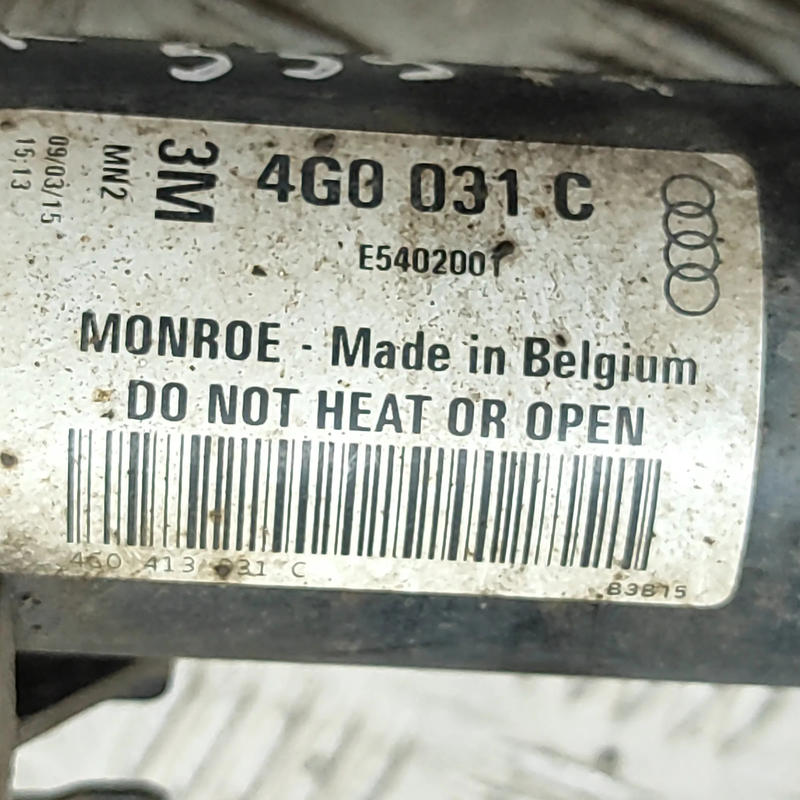 4G0 031 C
3M
MN2
09/03/15
15,13
E5402001
MONROE - Made in Belgium
DO NOT HEAT OR OPEN
4G0 413 031 C